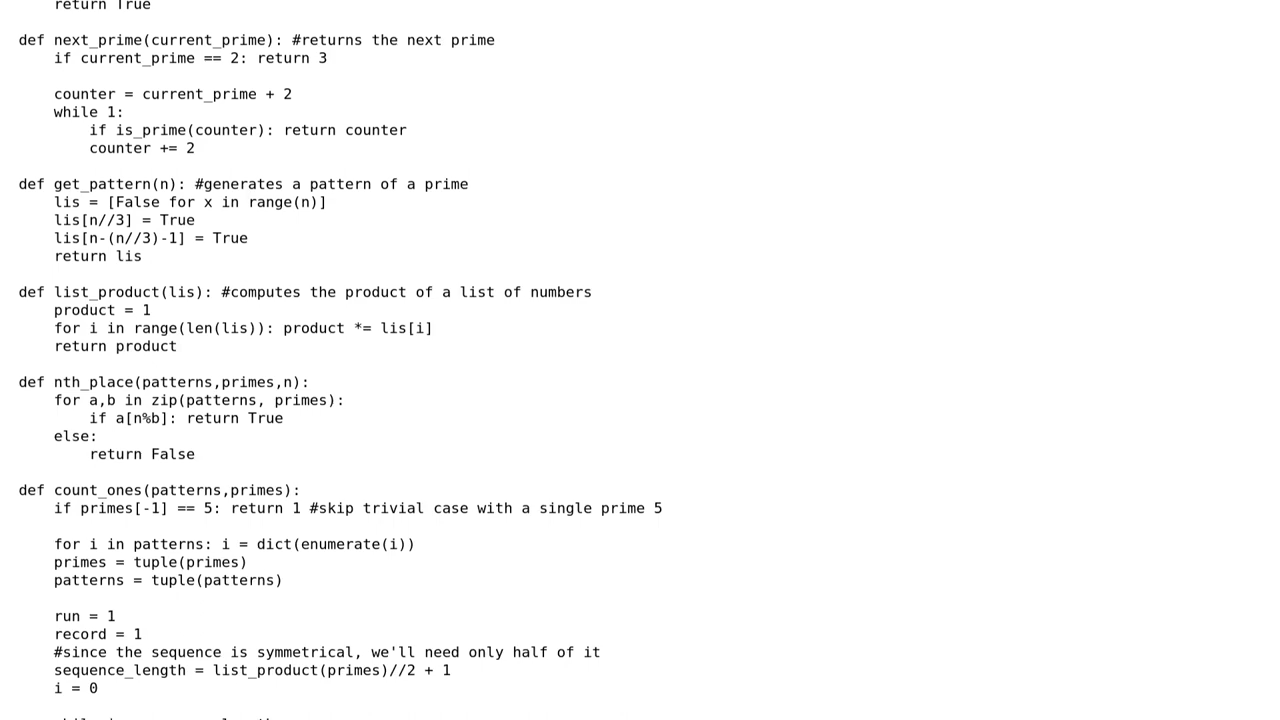 return True
def next_prime(current_prime): #returns the next prime
    if current_prime == 2: return 3
    counter = current_prime + 2
    while 1:
        if is_prime(counter): return counter
        counter += 2
def get_pattern(n): #generates a pattern of a prime
    lis = [False for x in range(n)]
    lis[n//3] = True
    lis[n-(n//3)-1] = True
    return lis
def list_product(lis): #computes the product of a list of numbers
    product = 1
    for i in range(len(lis)): product *= lis[i]
    return product
def nth_place(patterns,primes,n):
    for a,b in zip(patterns, primes):
        if a[n%b]: return True
    else:
        return False
def count_ones(patterns,primes):
    if primes[-1] == 5: return 1 #skip trivial case with a single prime 5
    for i in patterns: i = dict(enumerate(i))
    primes = tuple(primes)
    patterns = tuple(patterns)
    run = 1
    record = 1
    #since the sequence is symmetrical, we'll need only half of it
    sequence_length = list_product(primes)//2 + 1
    i = 0